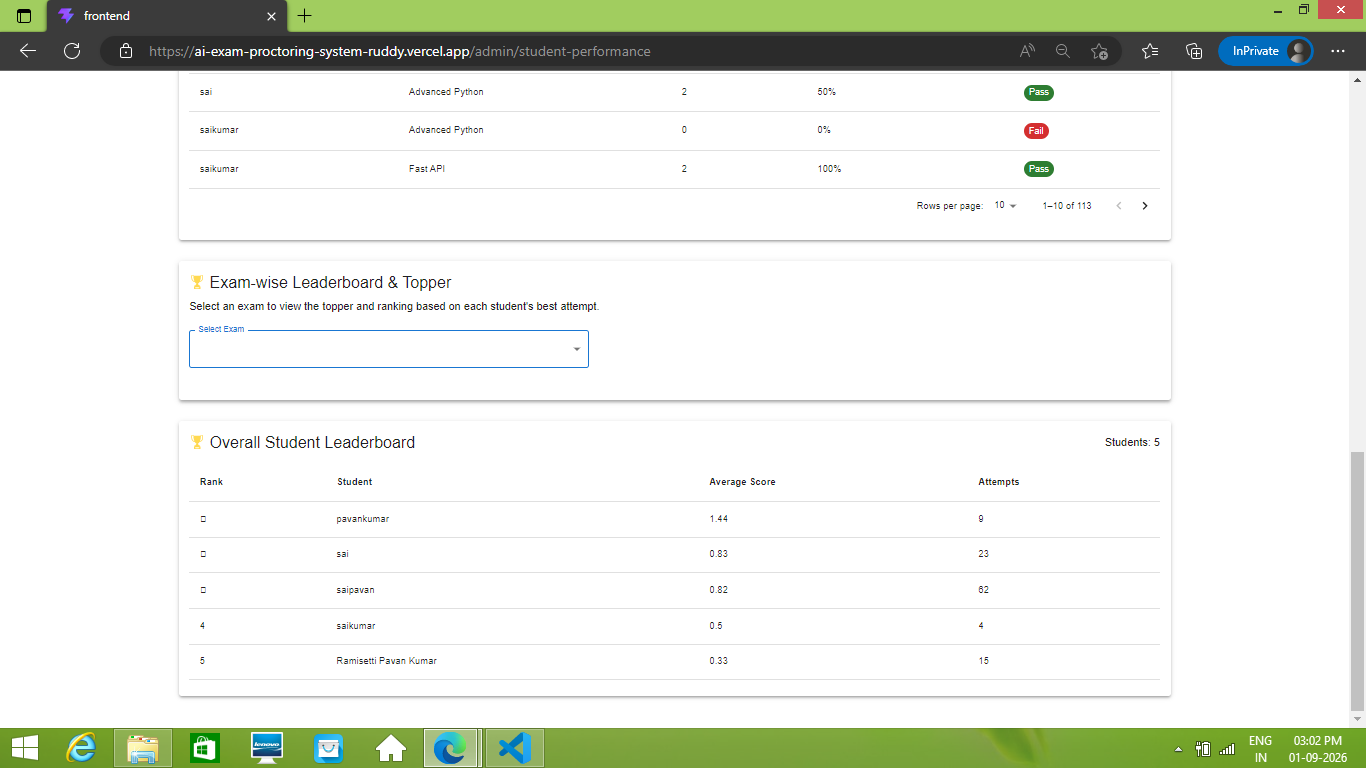 frontend
https://ai-exam-proctoring-system-ruddy.vercel.app/admin/student-performance
InPrivate
sai Advanced Python 2 50% Pass
saikumar Advanced Python 0 0% Fail
saikumar Fast API 2 100% Pass
Rows per page: 10 1–10 of 113
Exam-wise Leaderboard & Topper
Select an exam to view the topper and ranking based on each student's best attempt.
Select Exam
Overall Student Leaderboard Students: 5
Rank Student Average Score Attempts
pavankumar 1.44 9
sai 0.83 23
saipavan 0.82 62
4 saikumar 0.5 4
5 Ramisetti Pavan Kumar 0.33 15
lenovo
ENG 03:02 PM
IN 01-09-2026